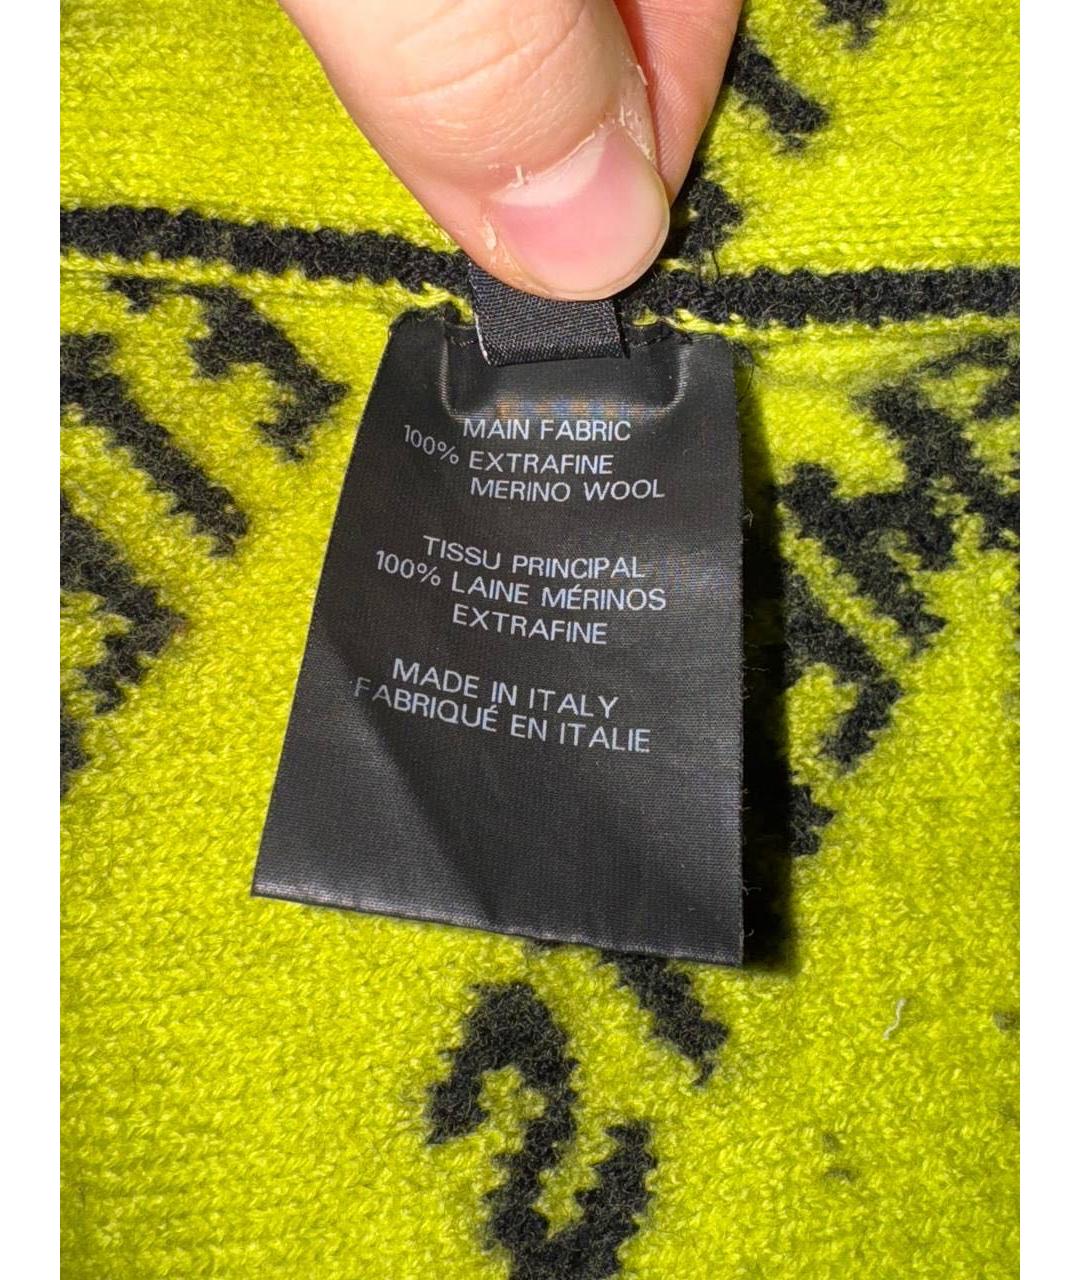 MAIN FABRIC
100% EXTRAFINE
MERINO WOOL
TISSU PRINCIPAL
100% LAINE MÉRINOS
EXTRAFINE
MADE IN ITALY
FABRIQUÉ EN ITALIE